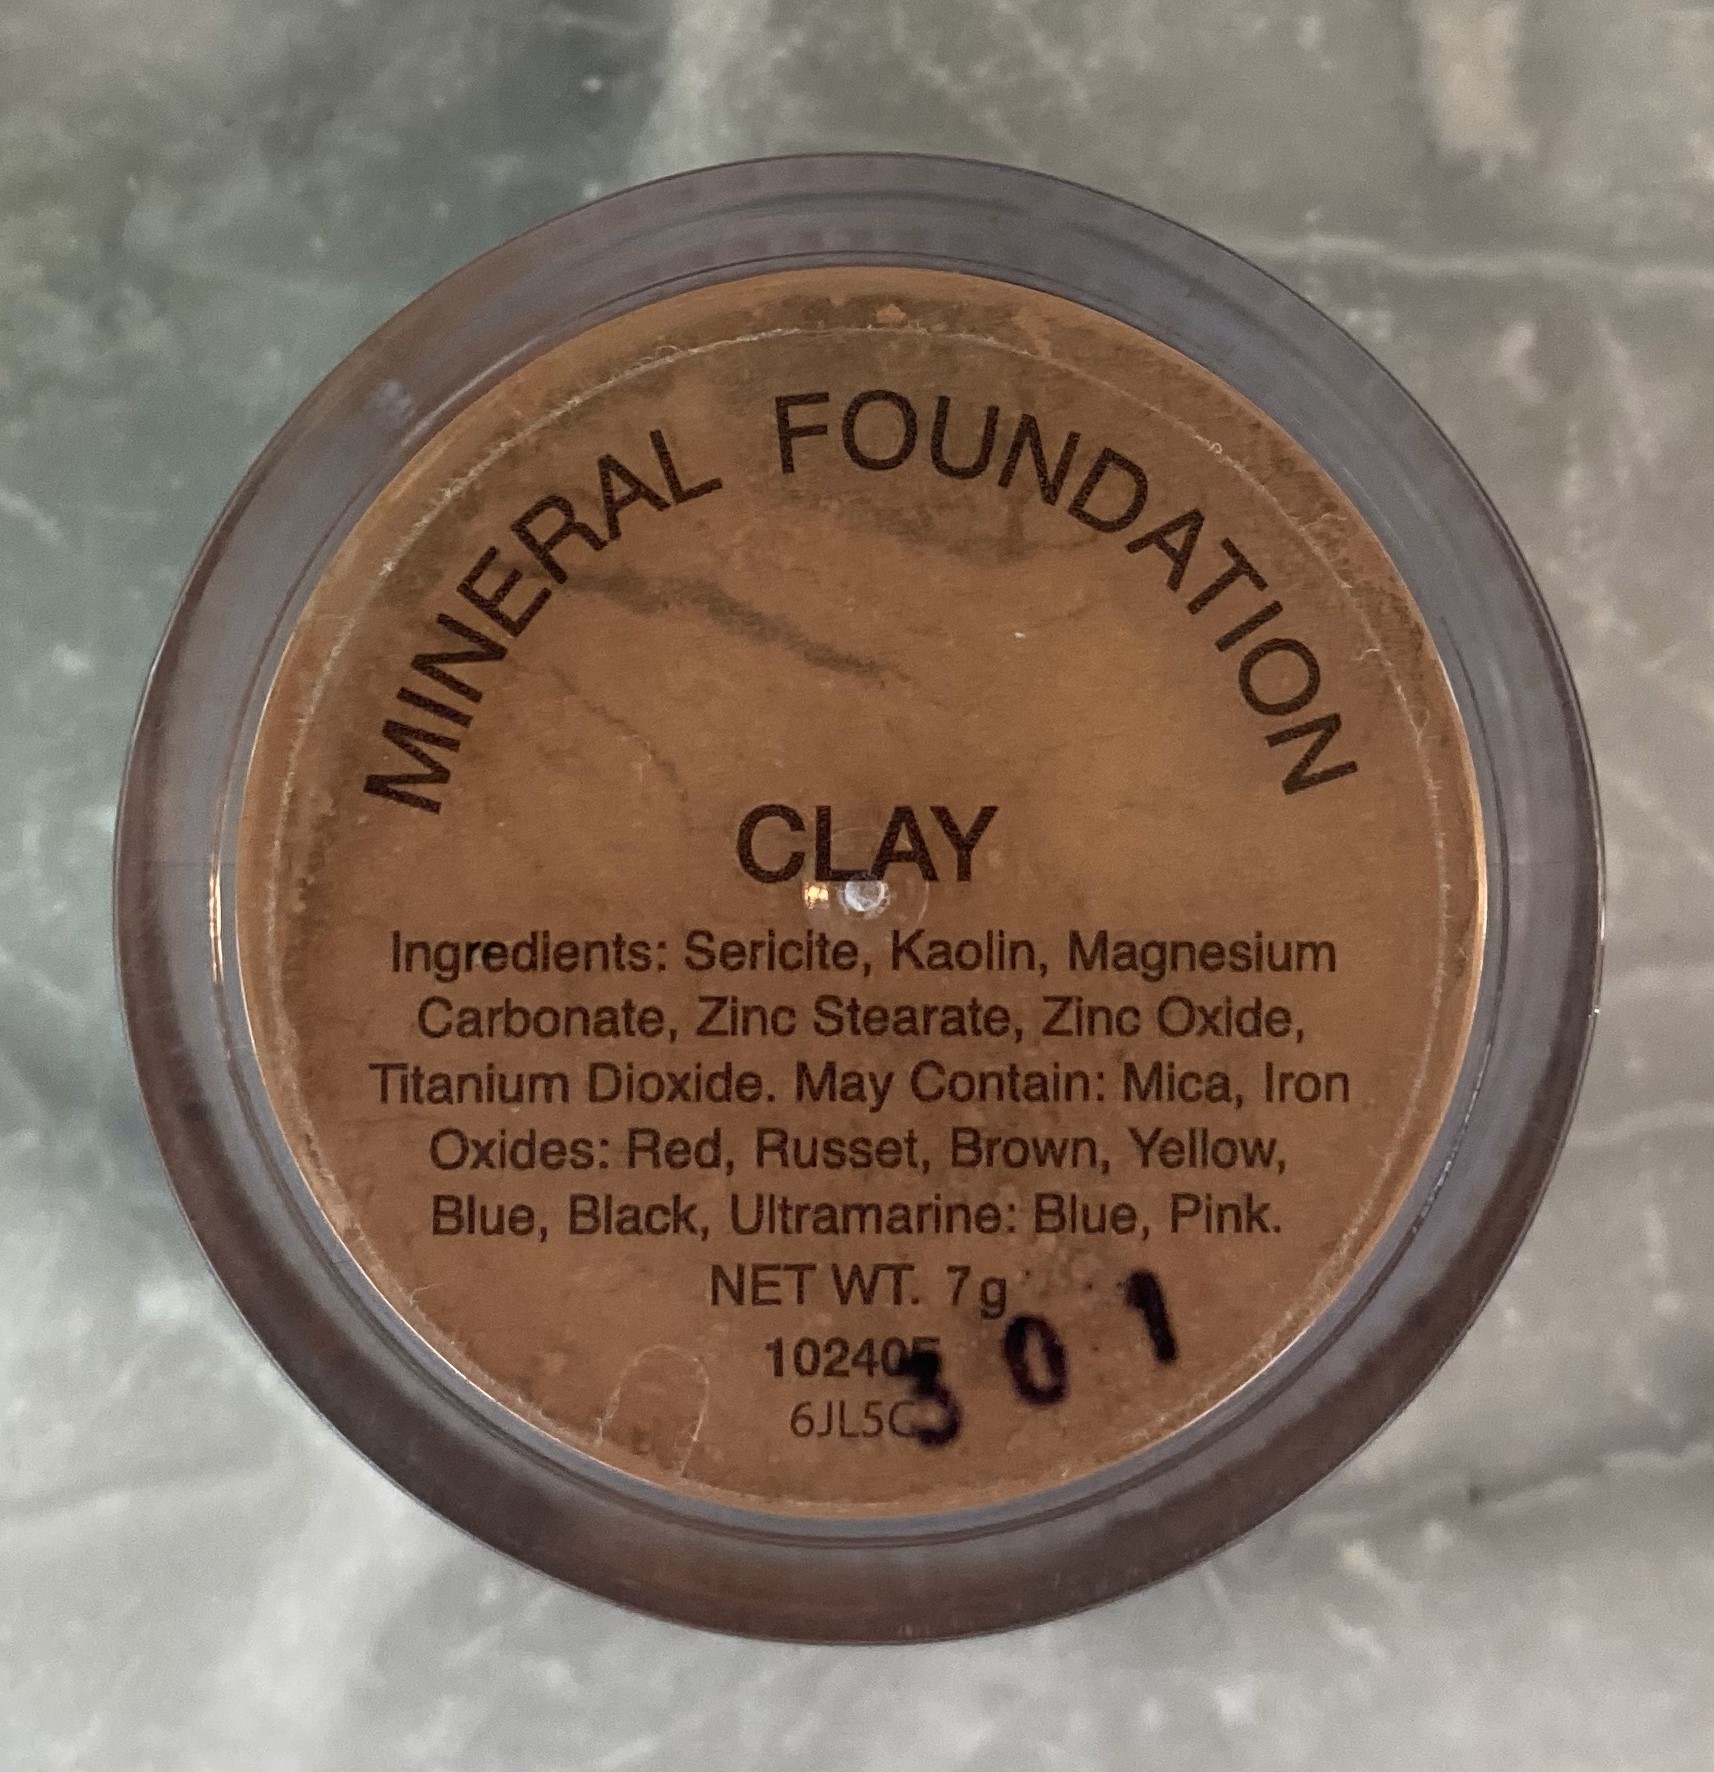 MINERAL FOUNDATION
CLAY
Ingredients: Sericite, Kaolin, Magnesium
Carbonate, Zinc Stearate, Zinc Oxide,
Titanium Dioxide. May Contain: Mica, Iron
Oxides: Red, Russet, Brown, Yellow,
Blue, Black, Ultramarine: Blue, Pink.
NET WT. 7g
301